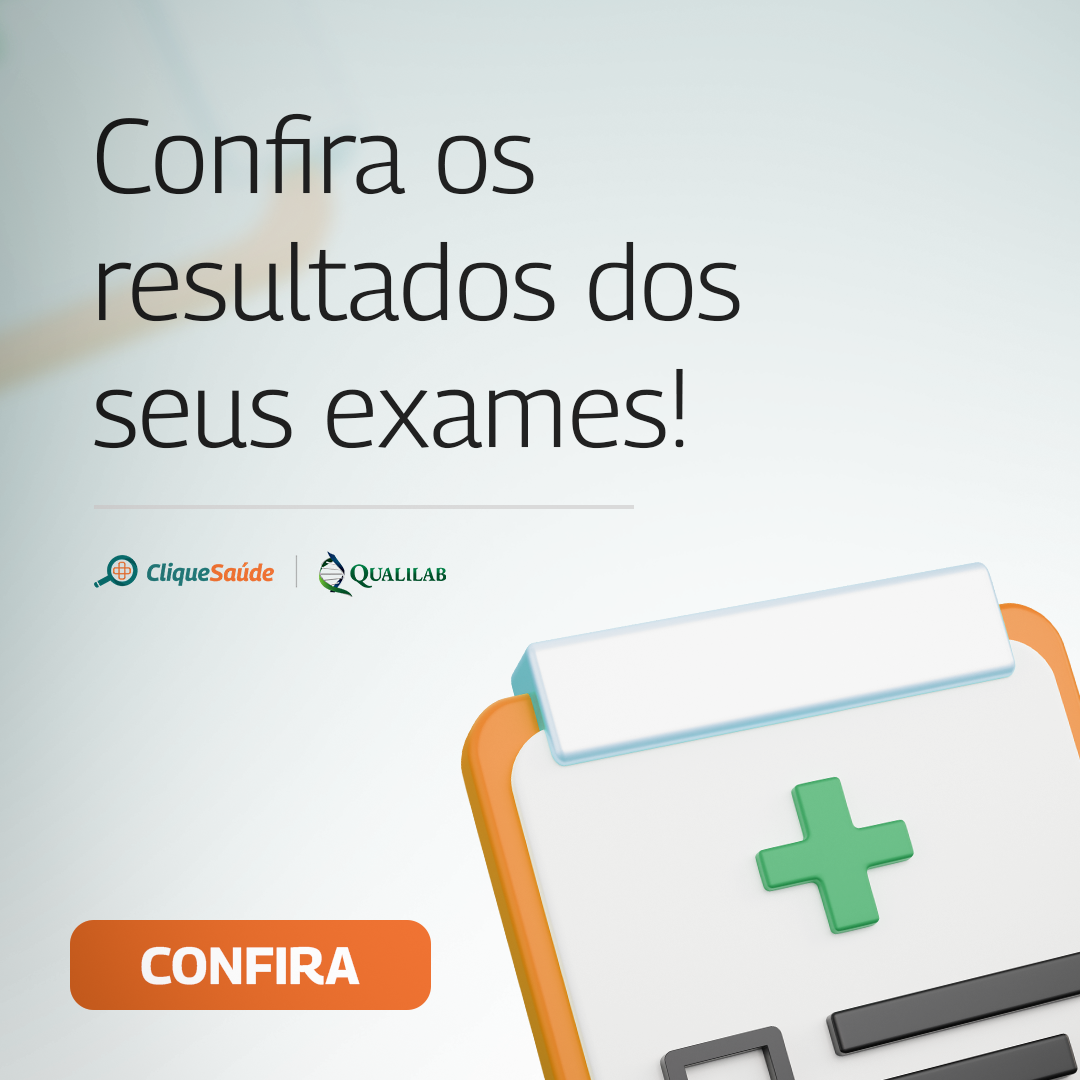 Confira os
resultados dos
seus exames!
CliqueSaúde | QUALILAB
CONFIRA